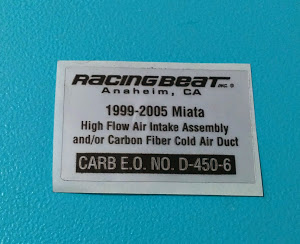 RACINGBEAT INC. ®
Anaheim, CA
1999-2005 Miata
High Flow Air Intake Assembly
and/or Carbon Fiber Cold Air Duct
CARB E.O. NO. D-450-6